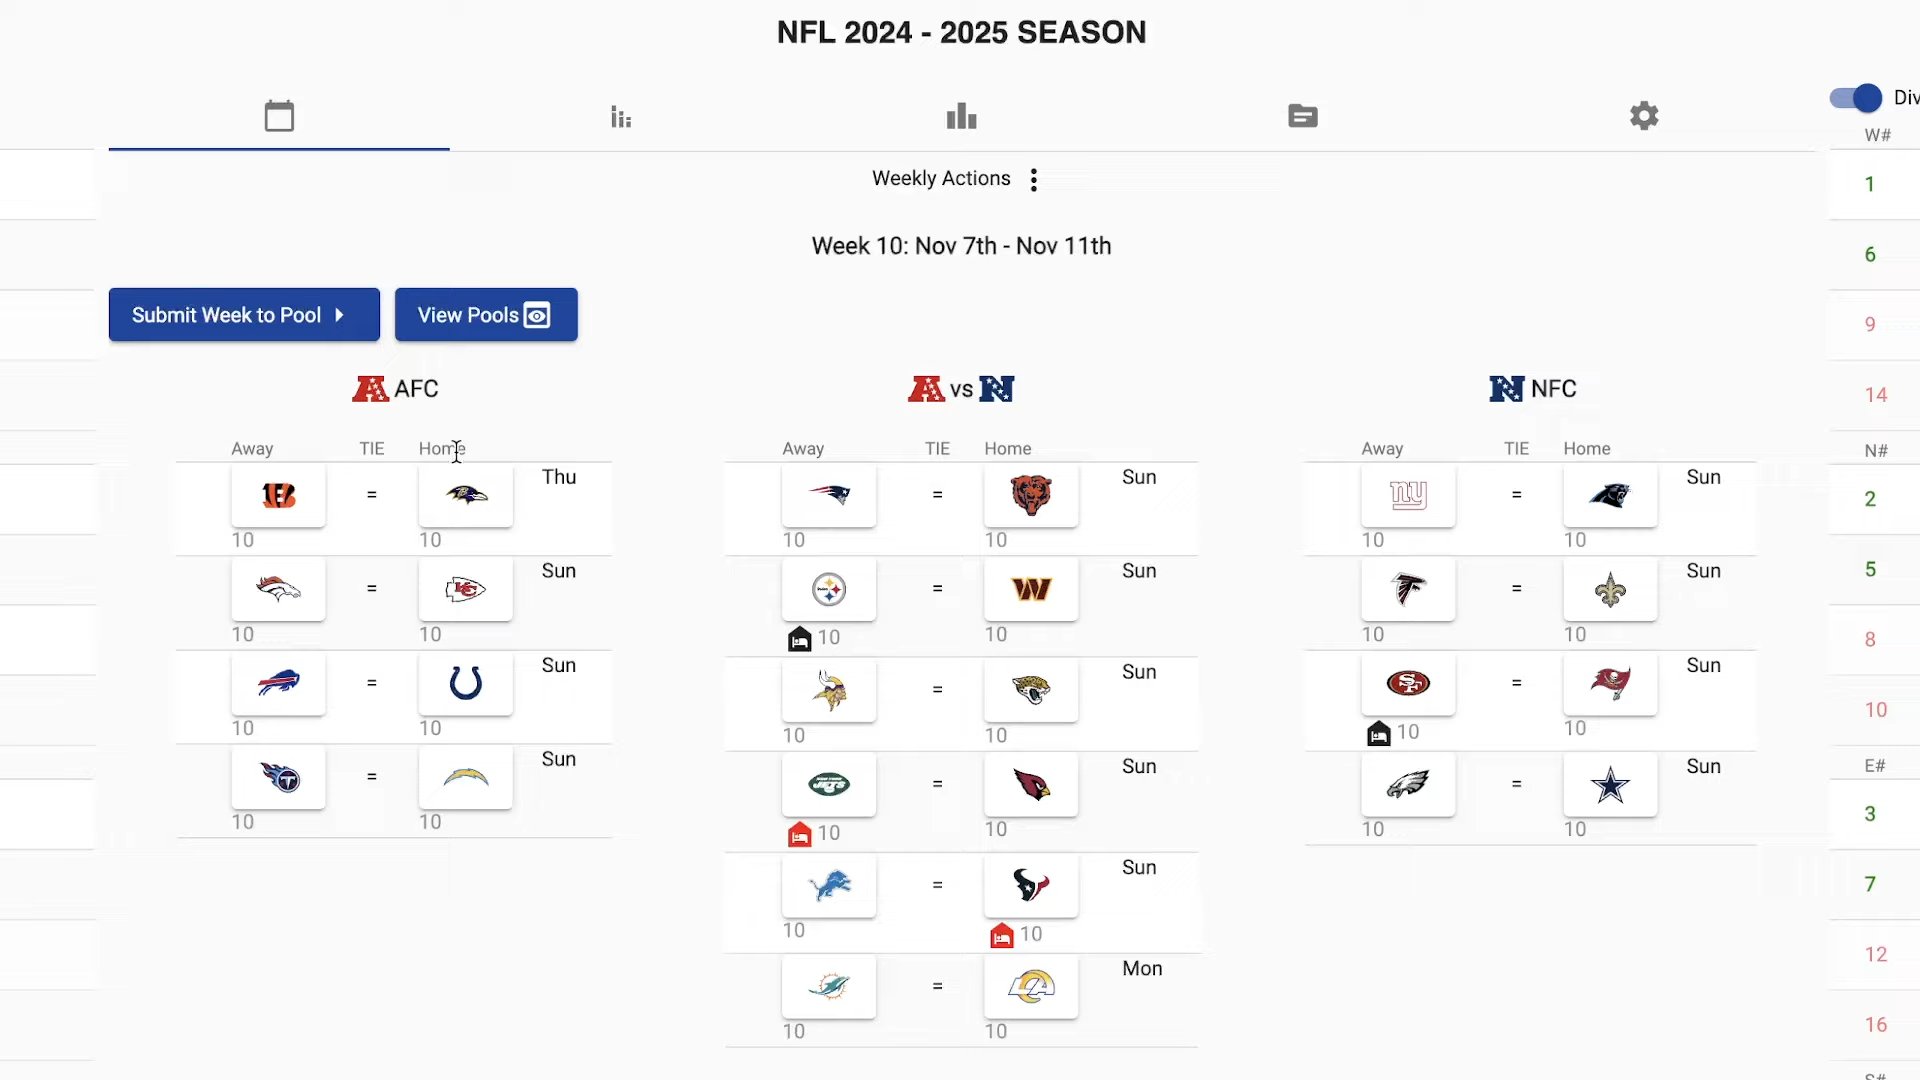 NFL 2024 - 2025 SEASON
Div
Weekly Actions
Week 10: Nov 7th - Nov 11th
Submit Week to Pool
View Pools
AFC
Away TIE Home
= Thu
10 10
= Sun
10 10
= Sun
10 10
= Sun
10 10
vs
Away TIE Home
= Sun
10 10
= Sun
10 10
= Sun
10 10
JETS = Sun
10 10
= Sun
10 10
= Mon
10 10
NFC
Away TIE Home
ny = Sun
10 10
= Sun
10 10
SF = Sun
10 10
= Sun
10 10
W#
1
6
9
14
N#
2
5
8
10
E#
3
7
12
16